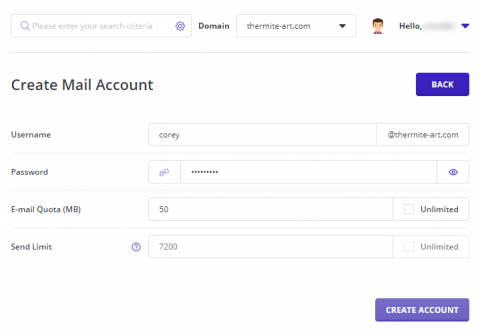 Please enter your search criteria Domain thermite-art.com Hello,
Create Mail Account BACK
Username corey @thermite-art.com
Password •••••••••
E-mail Quota (MB) 50 Unlimited
Send Limit 7200 Unlimited
CREATE ACCOUNT